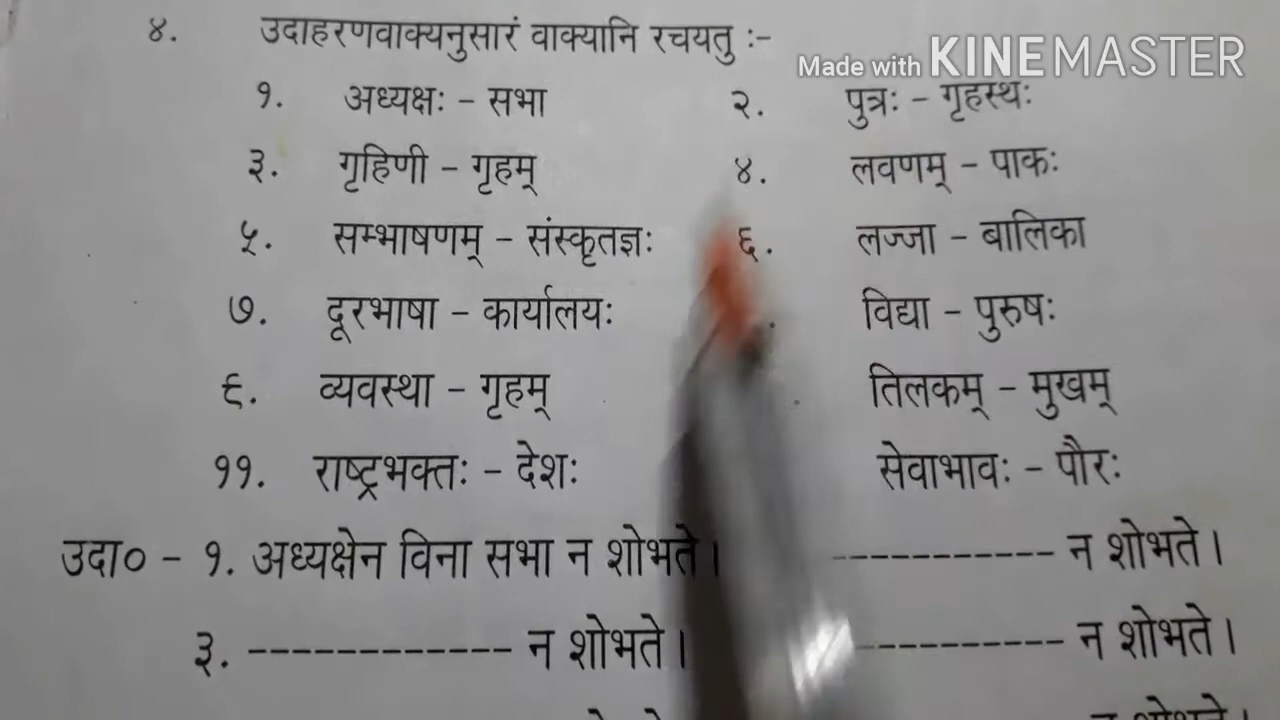 ४. उदाहरणवाक्यनुसारं वाक्यानि रचयतु :-
Made with KINEMASTER
१. अध्यक्षः - सभा २. पुत्रः - गृहस्थः
३. गृहिणी - गृहम् ४. लवणम् - पाकः
५. सम्भाषणम् - संस्कृतज्ञः ६. लज्जा - बालिका
७. दूरभाषा - कार्यालयः विद्या - पुरुषः
९. व्यवस्था - गृहम् तिलकम् - मुखम्
११. राष्ट्रभक्तः - देशः सेवाभावः - पौरः
उदा० - १. अध्यक्षेन विना सभा न शोभते। ----------- न शोभते।
३. ------------- न शोभते। ----------- न शोभते।